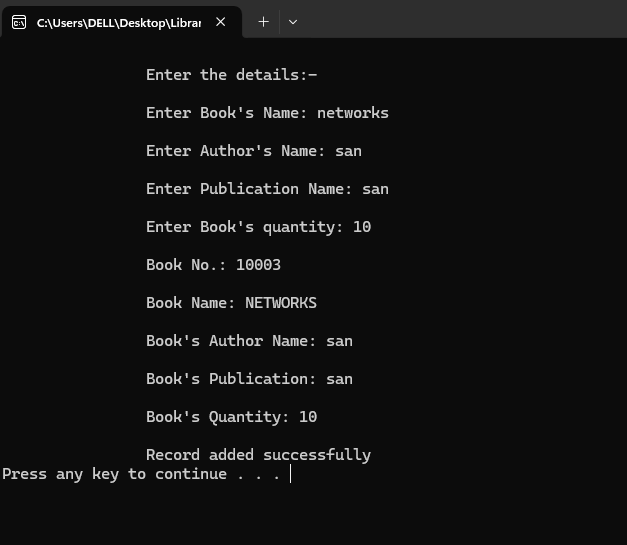 C:\Users\DELL\Desktop\Librar
Enter the details:-
Enter Book's Name: networks
Enter Author's Name: san
Enter Publication Name: san
Enter Book's quantity: 10
Book No.: 10003
Book Name: NETWORKS
Book's Author Name: san
Book's Publication: san
Book's Quantity: 10
Record added successfully
Press any key to continue . . .